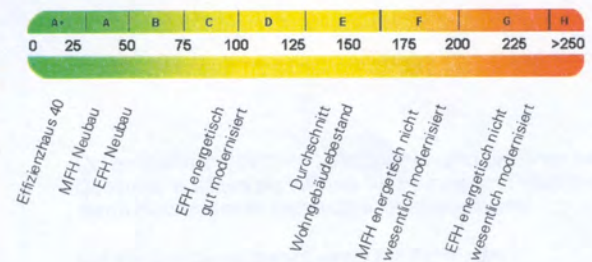 A+ A B C D E F G H
0 25 50 75 100 125 150 175 200 225 >250
Effizienzhaus 40
MFH Neubau
EFH Neubau
EFH energetisch
gut modernisiert
Durchschnitt
Wohngebäudebestand
MFH energetisch nicht
wesentlich modernisiert
EFH energetisch nicht
wesentlich modernisiert